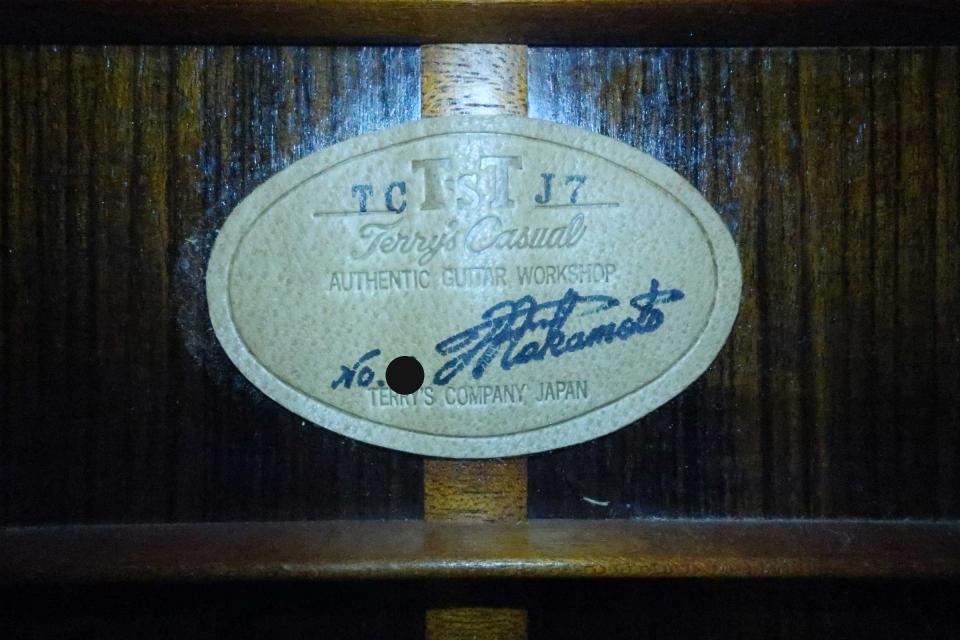 TC TsT J7
Terry's Casual
AUTHENTIC GUITAR WORKSHOP
Nakamoto
No.
TERRY'S COMPANY JAPAN